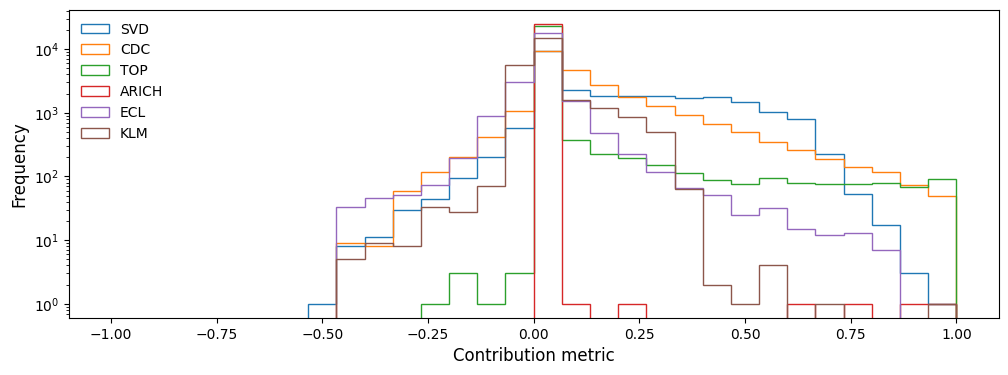 SVD
CDC
TOP
ARICH
ECL
KLM
Frequency
10⁴
10³
10²
10¹
10⁰
−1.00 −0.75 −0.50 −0.25 0.00 0.25 0.50 0.75 1.00
Contribution metric